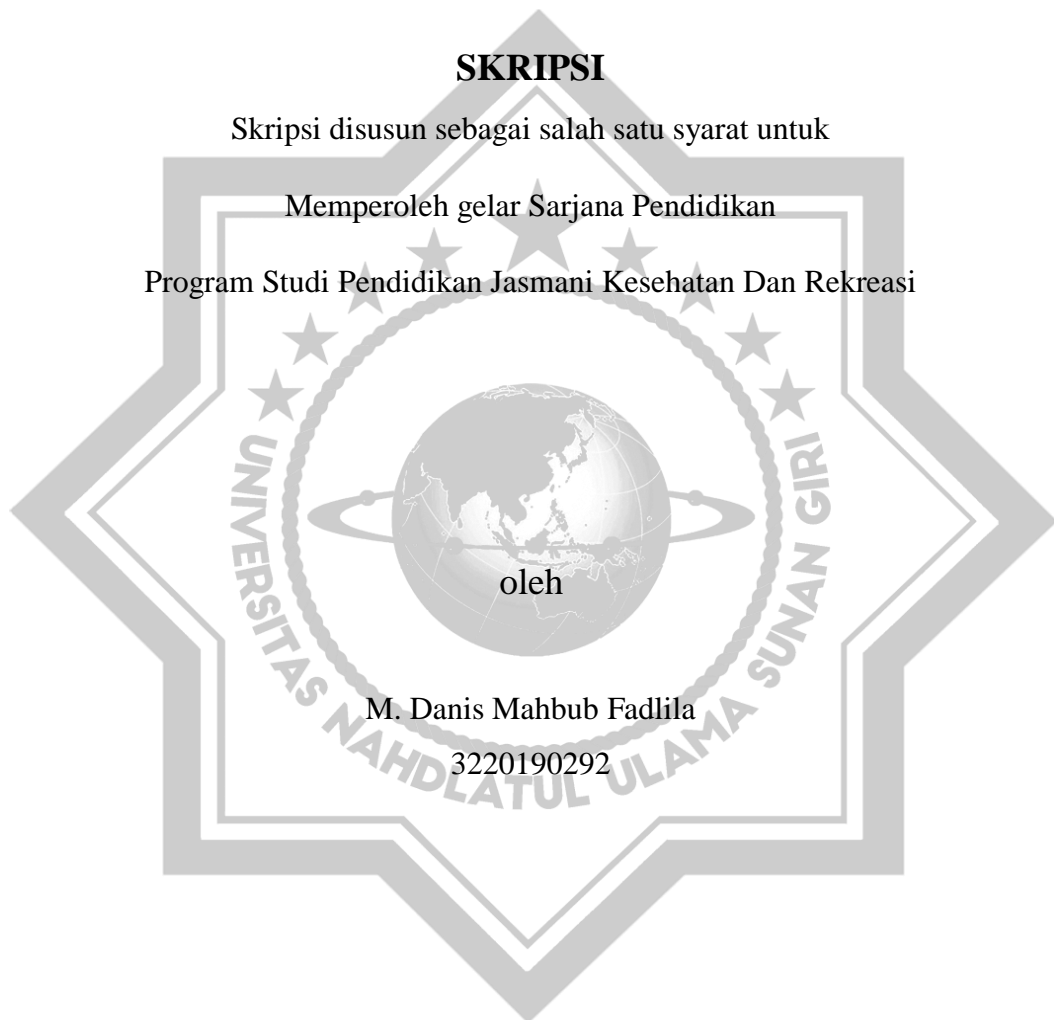 SKRIPSI
Skripsi disusun sebagai salah satu syarat untuk
Memperoleh gelar Sarjana Pendidikan
Program Studi Pendidikan Jasmani Kesehatan Dan Rekreasi
oleh
M. Danis Mahbub Fadlila
3220190292
UNIVERSITAS NAHDLATUL ULAMA SUNAN GIRI